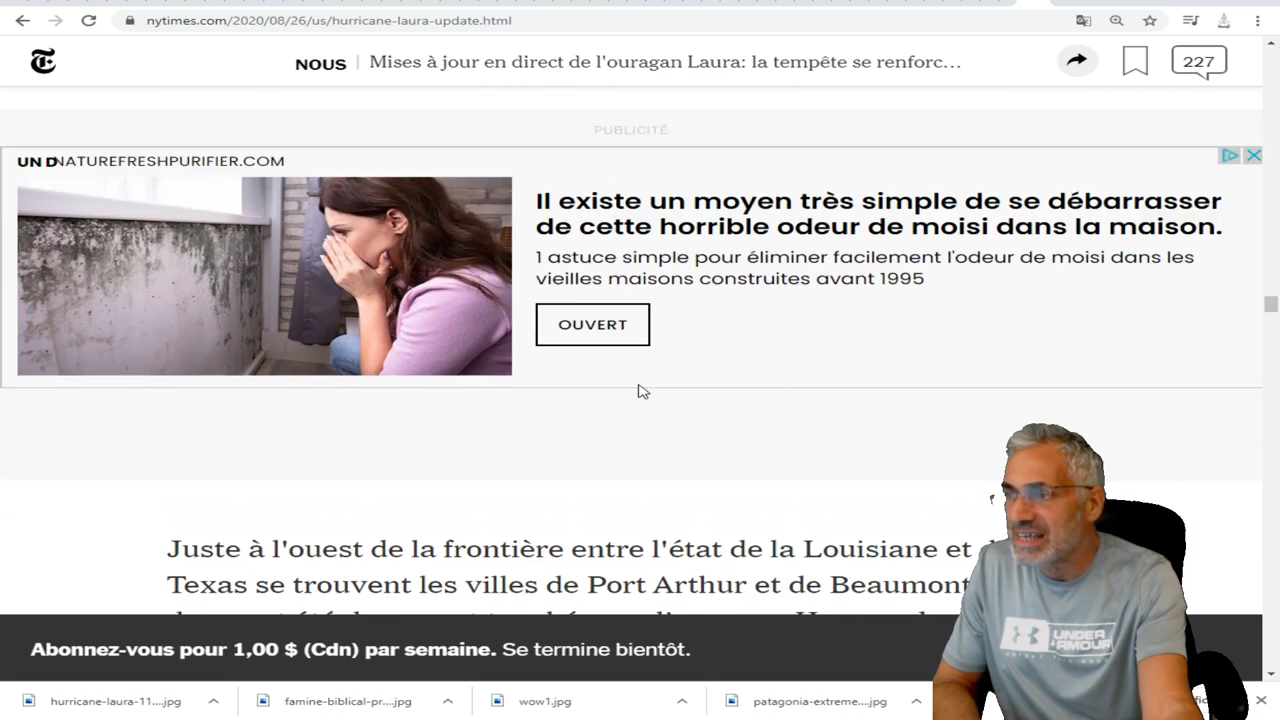 nytimes.com/2020/08/26/us/hurricane-laura-update.html
NOUS | Mises à jour en direct de l'ouragan Laura: la tempête se renforc...
227
PUBLICITÉ
UN D NATUREFRESHPURIFIER.COM
Il existe un moyen très simple de se débarrasser
de cette horrible odeur de moisi dans la maison.
1 astuce simple pour éliminer facilement l'odeur de moisi dans les
vieilles maisons construites avant 1995
OUVERT
Juste à l'ouest de la frontière entre l'état de la Louisiane et
Texas se trouvent les villes de Port Arthur et de Beaumont
UNDER
ARMOUR
Abonnez-vous pour 1,00 $ (Cdn) par semaine. Se termine bientôt.
hurricane-laura-11....jpg
famine-biblical-pr....jpg
wow1.jpg
patagonia-extreme....jpg